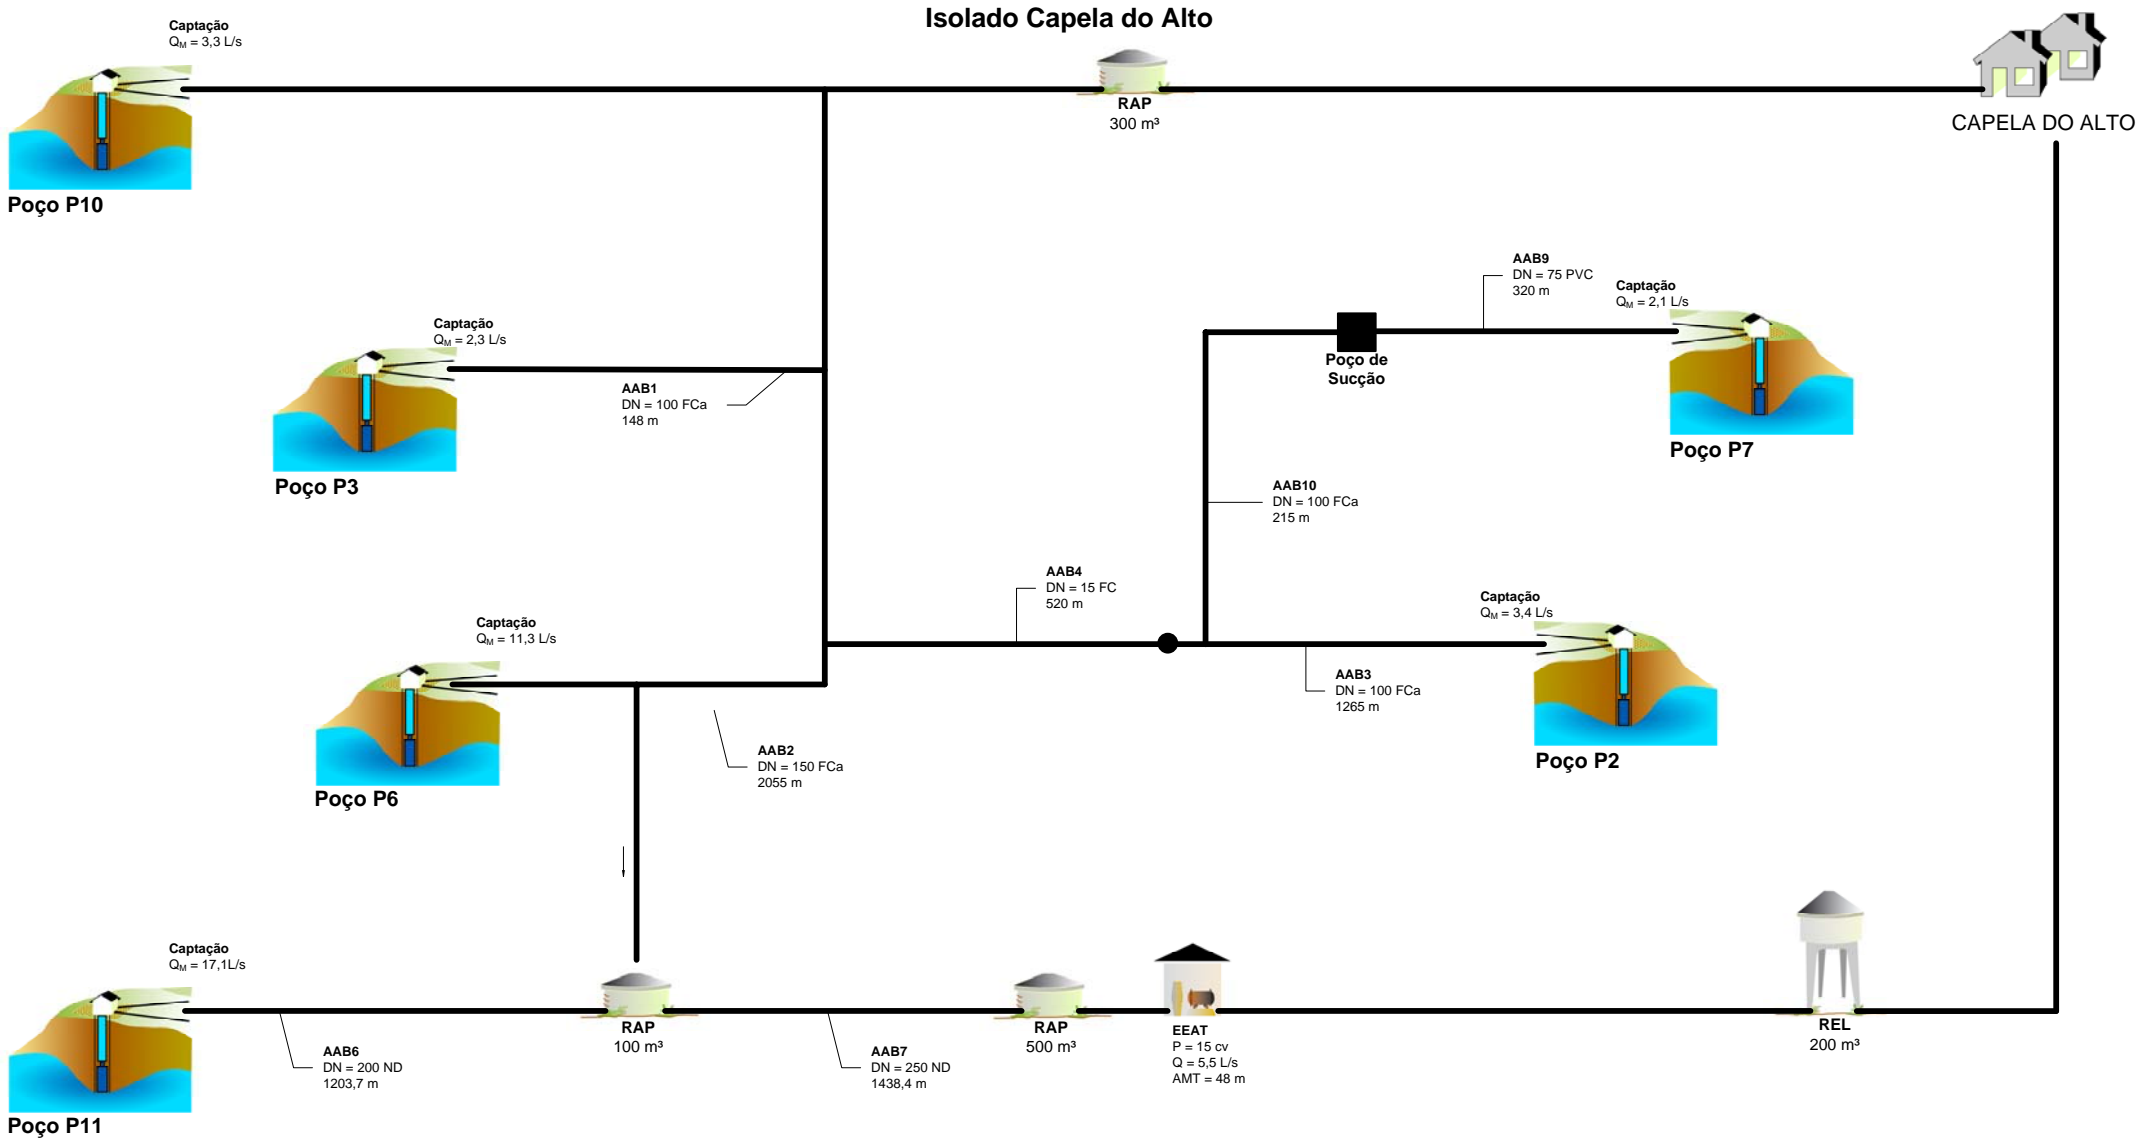 Isolado Capela do Alto
Captação
QM = 3,3 L/s
Poço P10
RAP
300 m³
CAPELA DO ALTO
Captação
QM = 2,3 L/s
AAB1
DN = 100 FCa
148 m
Poço P3
AAB9
DN = 75 PVC
320 m
Captação
QM = 2,1 L/s
Poço de
Sucção
Poço P7
AAB10
DN = 100 FCa
215 m
AAB4
DN = 15 FC
520 m
Captação
QM = 3,4 L/s
AAB3
DN = 100 FCa
1265 m
Poço P2
Captação
QM = 11,3 L/s
AAB2
DN = 150 FCa
2055 m
Poço P6
Captação
QM = 17,1L/s
AAB6
DN = 200 ND
1203,7 m
Poço P11
RAP
100 m³
AAB7
DN = 250 ND
1438,4 m
RAP
500 m³
EEAT
P = 15 cv
Q = 5,5 L/s
AMT = 48 m
REL
200 m³